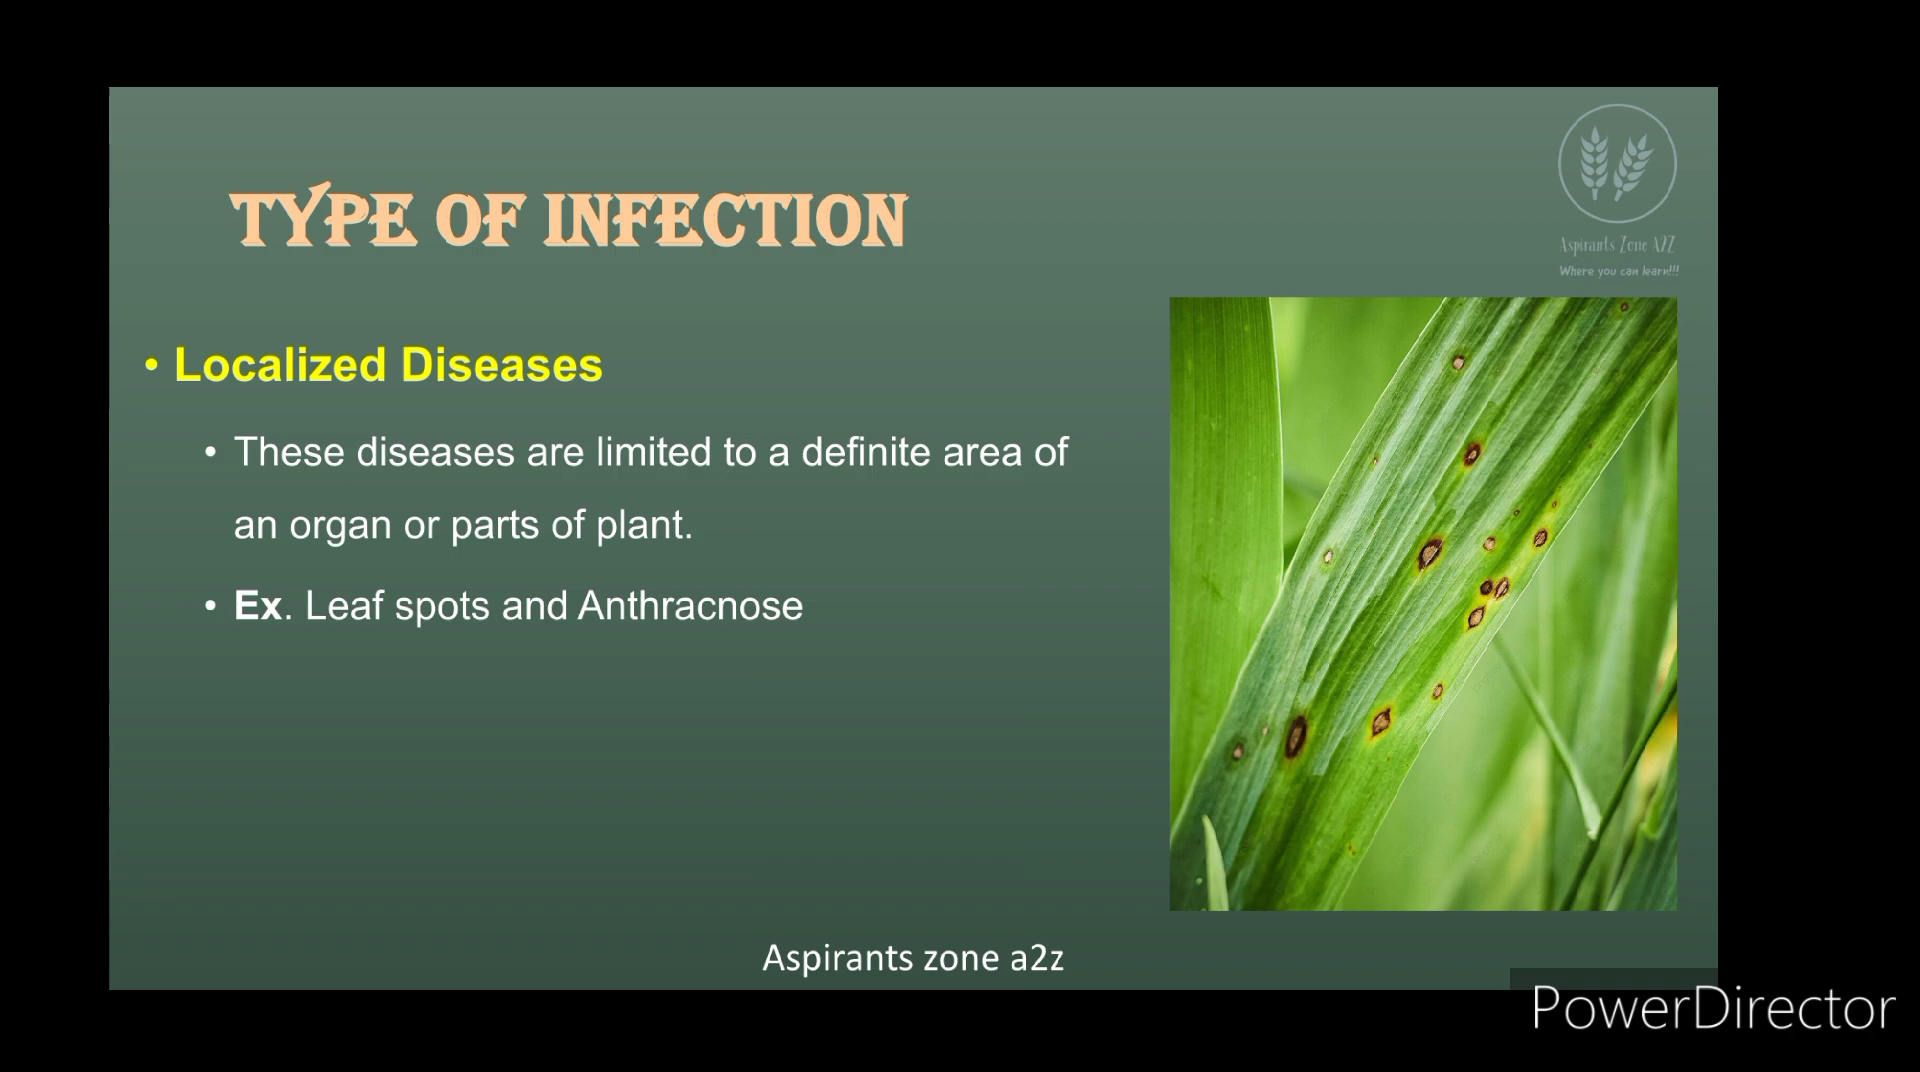 TYPE OF INFECTION
Aspirants Zone A2Z
Where you can learn!!!
• Localized Diseases
• These diseases are limited to a definite area of
an organ or parts of plant.
• Ex. Leaf spots and Anthracnose
Aspirants zone a2z
PowerDirector